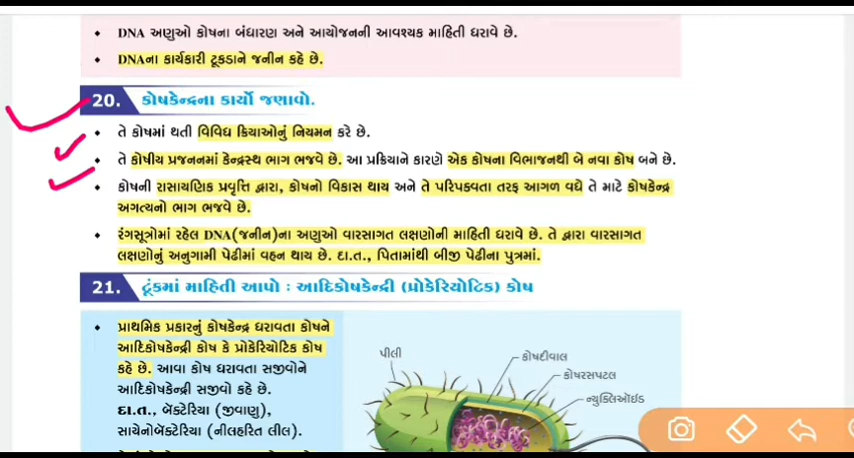 • DNA અણુઓ કોષના બંધારણ અને આયોજનની આવશ્યક માહિતી ધરાવે છે.
• DNAના કાર્યકારી ટૂકડાને જનીન કહે છે.
20. કોષકેન્દ્રના કાર્યો જણાવો.
• તે કોષમાં થતી વિવિધ ક્રિયાઓનું નિયમન કરે છે.
• તે કોષીય પ્રજનનમાં કેન્દ્રસ્થ ભાગ ભજવે છે. આ પ્રક્રિયાને કારણે એક કોષના વિભાજનથી બે નવા કોષ બને છે.
• કોષની રાસાયણિક પ્રવૃત્તિ દ્વારા, કોષનો વિકાસ થાય અને તે પરિપક્વતા તરફ આગળ વધે તે માટે કોષકેન્દ્ર
અગત્યનો ભાગ ભજવે છે.
• રંગસૂત્રોમાં રહેલ DNA(જનીન)ના અણુઓ વારસાગત લક્ષણોની માહિતી ધરાવે છે. તે દ્વારા વારસાગત
લક્ષણોનું અનુગામી પેઢીમાં વહન થાય છે. દા.ત., પિતામાંથી બીજી પેઢીના પુત્રમાં.
21. ટૂંકમાં માહિતી આપો : આદિકોષકેન્દ્રી (પ્રોકેરિયોટિક) કોષ
• પ્રાથમિક પ્રકારનું કોષકેન્દ્ર ધરાવતા કોષને
આદિકોષકેન્દ્રી કોષ કે પ્રોકેરિયોટિક કોષ
કહે છે. આવા કોષ ધરાવતા સજીવોને
આદિકોષકેન્દ્રી સજીવો કહે છે.
દા.ત., બૅક્ટેરિયા (જીવાણુ),
સાયેનોબૅક્ટેરિયા (નીલહરિત લીલ).
પીલી
કોષદીવાલ
કોષરસપટલ
ન્યુક્લિઑઇડ